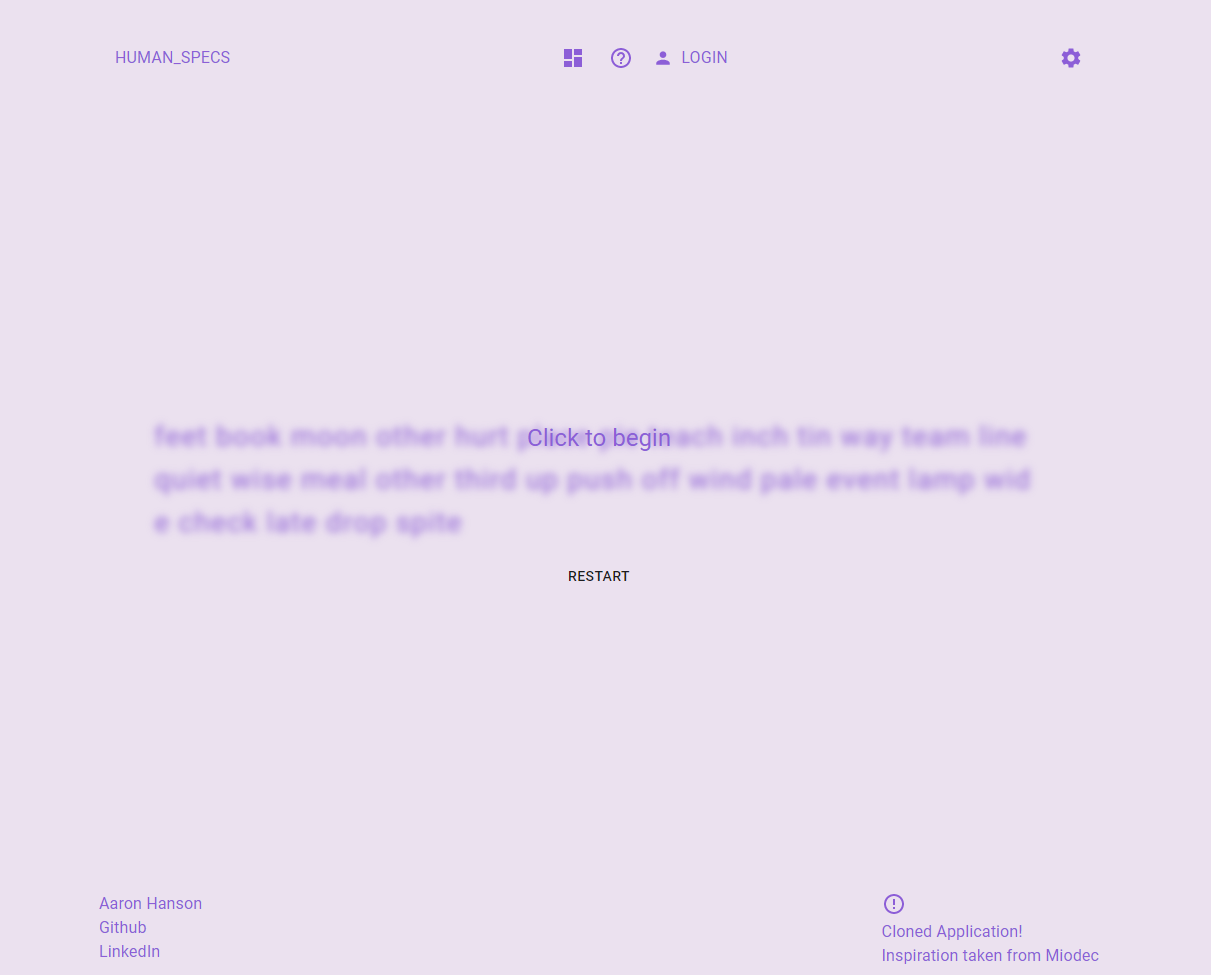 HUMAN_SPECS
LOGIN
Click to begin
feet book moon other hurt reach inch tin way team line
quiet wise meal other third up push off wind pale event lamp wid
e check late drop spite
RESTART
Aaron Hanson
Github
LinkedIn
Cloned Application!
Inspiration taken from Miodec